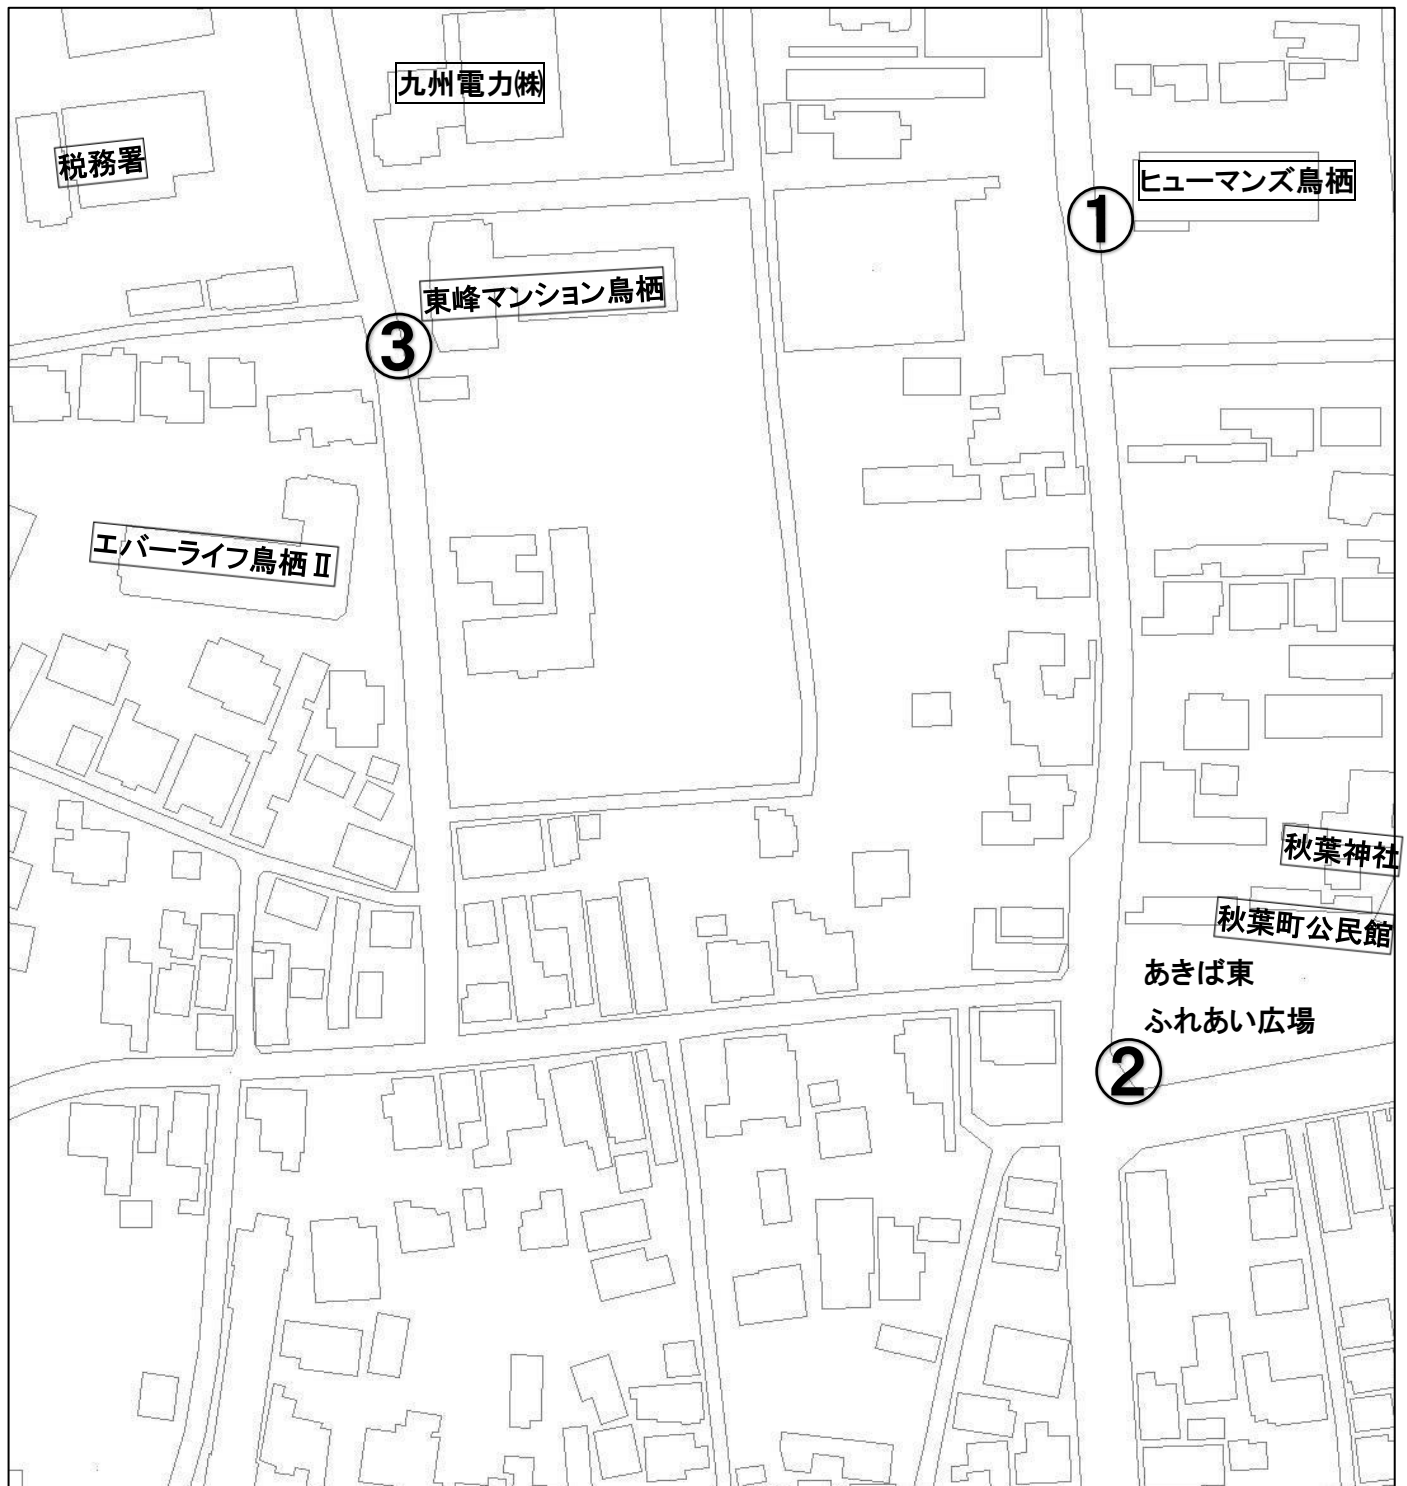 九州電力㈱
税務署
ヒューマンズ鳥栖
①
東峰マンション鳥栖
③
エバーライフ鳥栖Ⅱ
秋葉神社
秋葉町公民館
あきば東
ふれあい広場
②